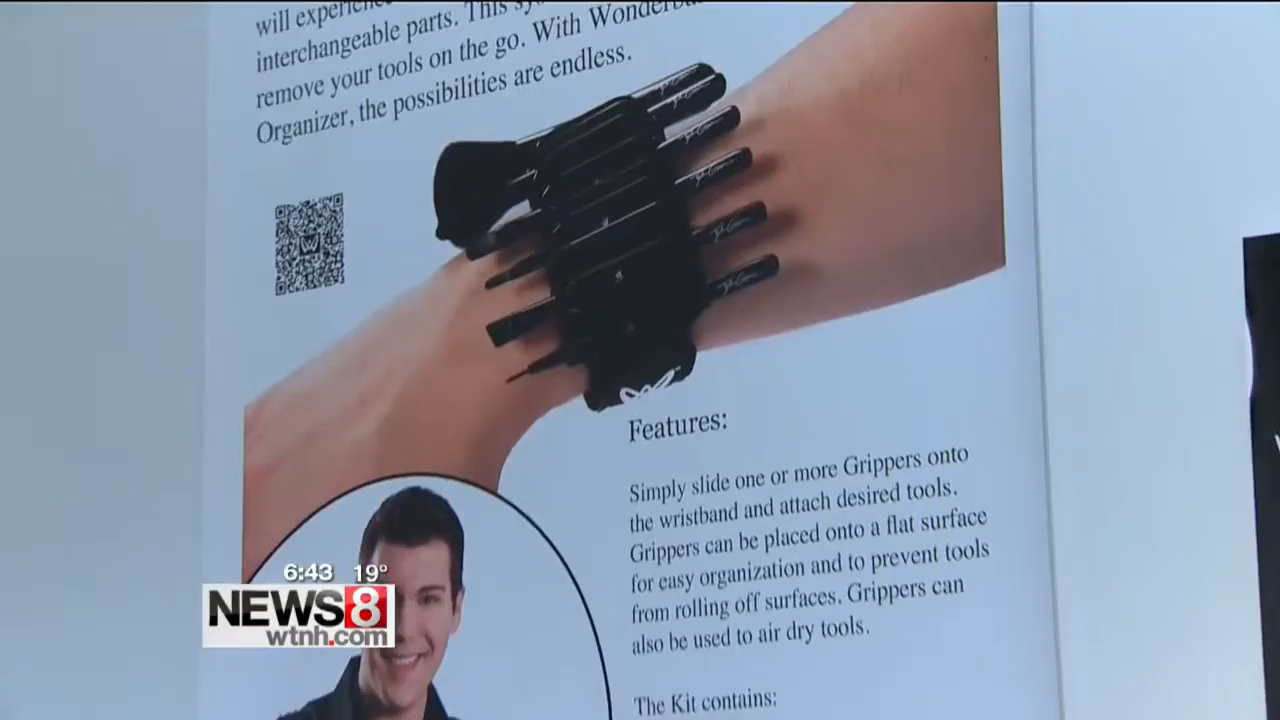 will
interchangeable parts. This
remove your tools on the go. With
Organizer, the possibilities are endless.
W
Features:
Simply slide one or more Grippers onto
the wristband and attach desired tools.
Grippers can be placed onto a flat surface
for easy organization and to prevent tools
from rolling off surfaces. Grippers can
also be used to air dry tools.
The Kit contains:
6:43 19°
NEWS 8
wtnh.com